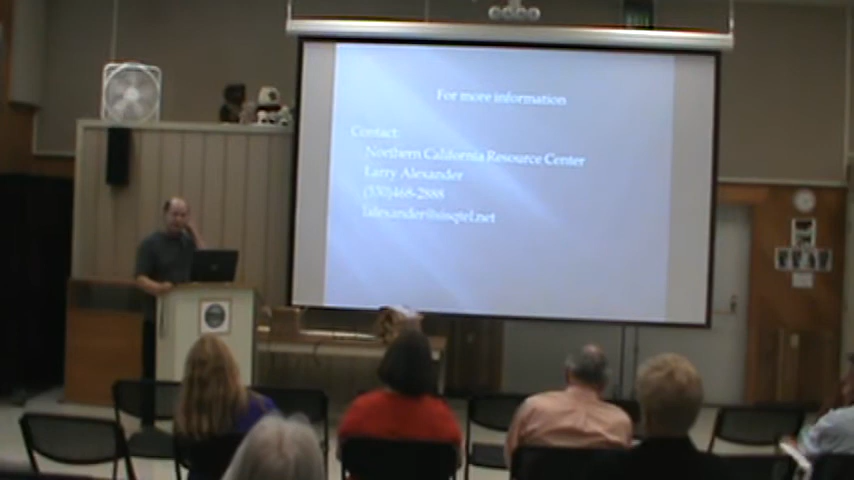 For more information
Contact:
Northern California Resource Center
Larry Alexander
(530)468-2888
lalexander@sisqtel.net